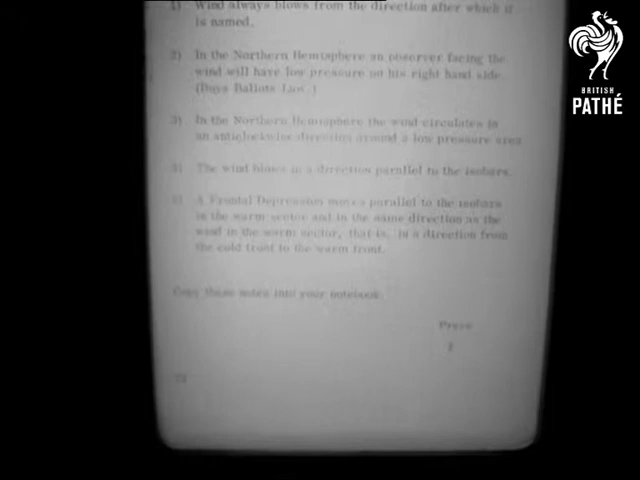 1) Wind always blows from the direction after which it
is named.
2) In the Northern Hemisphere an observer facing the
wind will have low pressure on his right hand side.
(Buys Ballots Law.)
3) In the Northern Hemisphere the wind circulates in
an anticlockwise direction around a low pressure area
4) The wind blows in a direction parallel to the isobars.
5) A Frontal Depression moves parallel to the isobars
in the warm sector and in the same direction as the
wind in the warm sector, that is, in a direction from
the cold front to the warm front.
Copy these notes into your notebook.
Press
BRITISH
PATHÉ